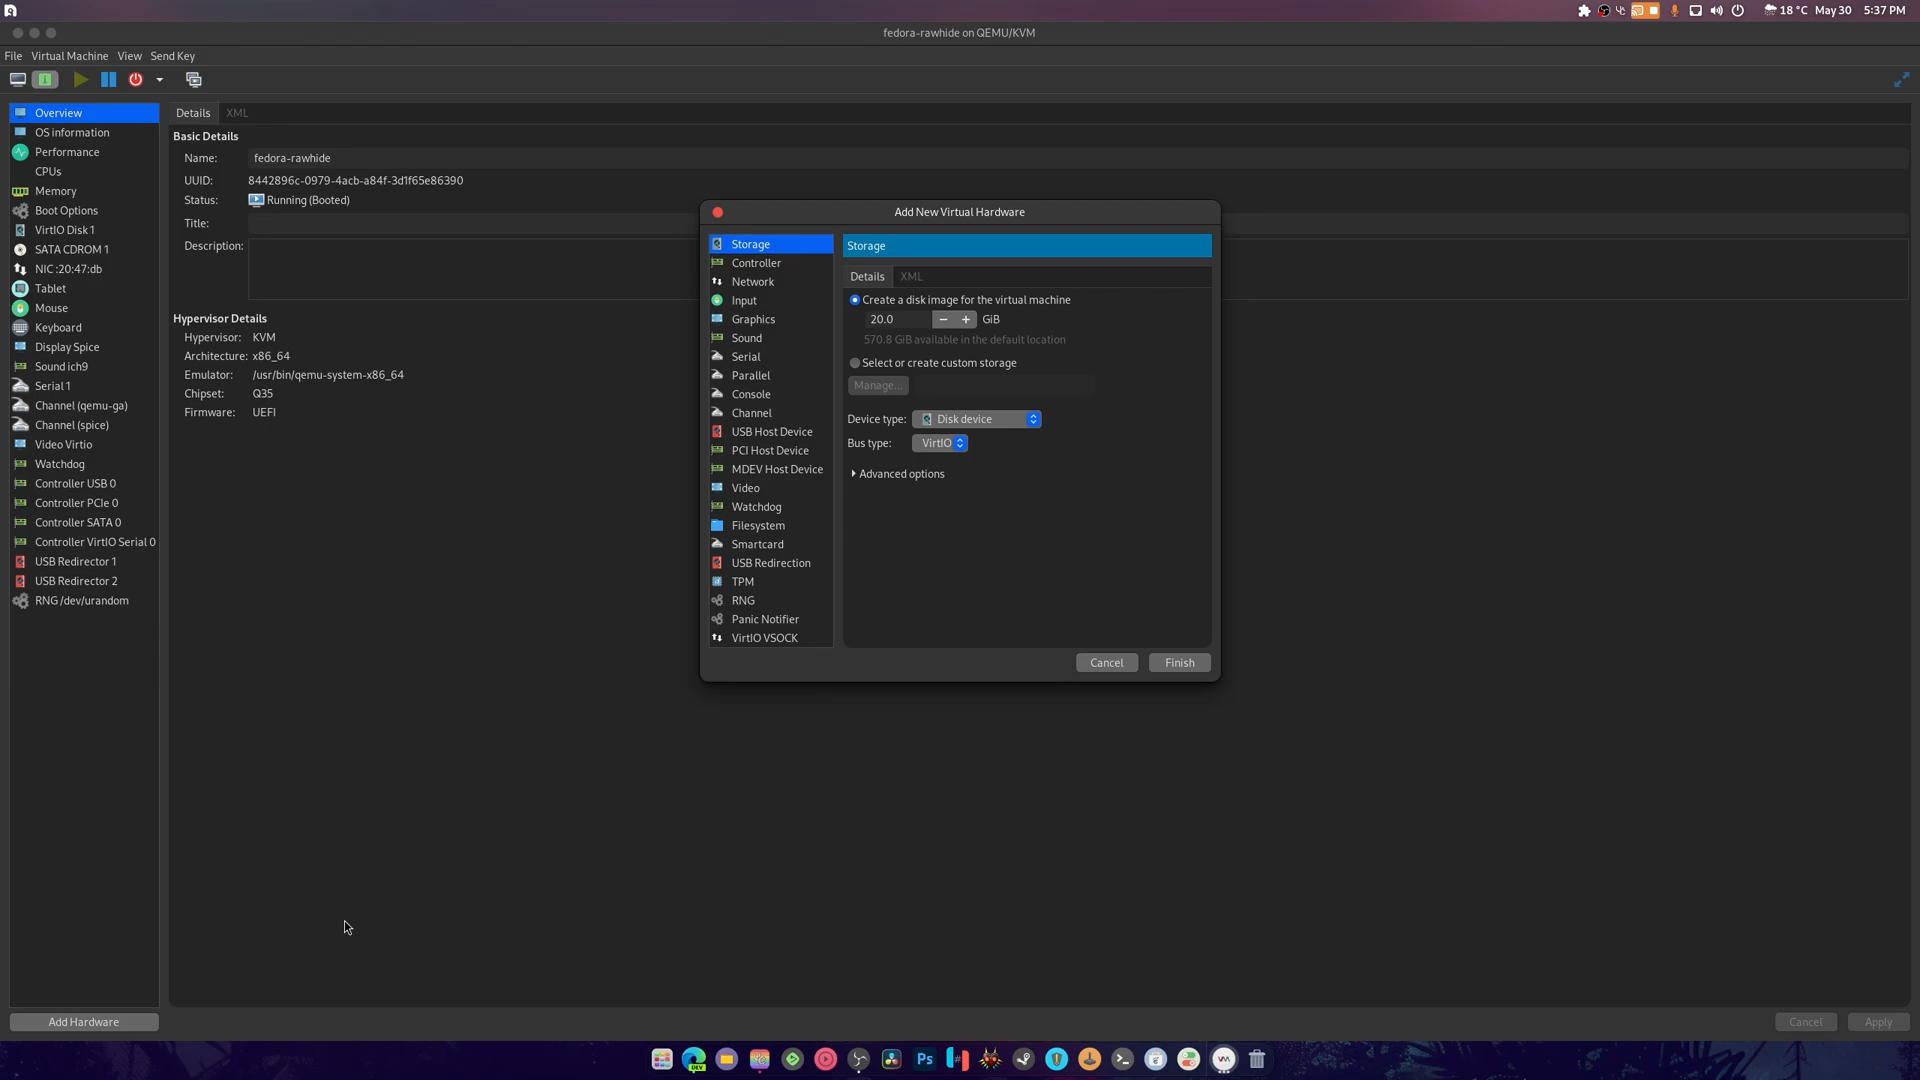 18 °C May 30 5:37 PM
fedora-rawhide on QEMU/KVM
File Virtual Machine View Send Key
Overview
OS information
Performance
CPUs
Memory
Boot Options
VirtIO Disk 1
SATA CDROM 1
NIC :20:47:db
Tablet
Mouse
Keyboard
Display Spice
Sound ich9
Serial 1
Channel (qemu-ga)
Channel (spice)
Video Virtio
Watchdog
Controller USB 0
Controller PCIe 0
Controller SATA 0
Controller VirtIO Serial 0
USB Redirector 1
USB Redirector 2
RNG /dev/urandom
Add Hardware
Details XML
Basic Details
Name: fedora-rawhide
UUID: 8442896c-0979-4acb-a84f-3d1f65e86390
Status: Running (Booted)
Title:
Description:
Hypervisor Details
Hypervisor: KVM
Architecture: x86_64
Emulator: /usr/bin/qemu-system-x86_64
Chipset: Q35
Firmware: UEFI
Add New Virtual Hardware
Storage
Controller
Network
Input
Graphics
Sound
Serial
Parallel
Console
Channel
USB Host Device
PCI Host Device
MDEV Host Device
Video
Watchdog
Filesystem
Smartcard
USB Redirection
TPM
RNG
Panic Notifier
VirtIO VSOCK
Storage
Details XML
Create a disk image for the virtual machine
20.0 − + GiB
570.8 GiB available in the default location
Select or create custom storage
Manage...
Device type: Disk device
Bus type: VirtIO
Advanced options
Cancel Finish
Cancel Apply
DEV
Ps